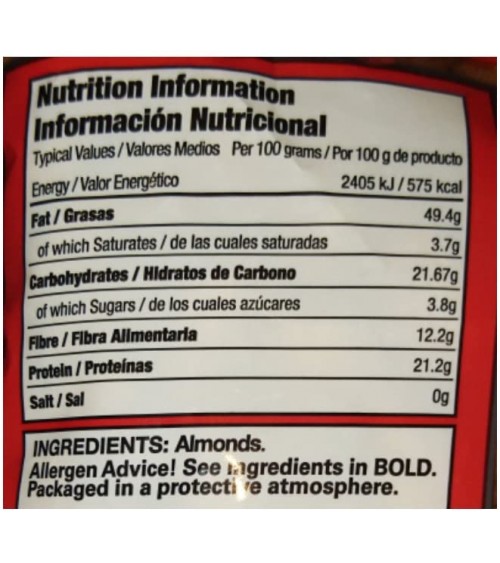 Nutrition Information
Información Nutricional
Typical Values / Valores Medios Per 100 grams / Por 100 g de producto
Energy / Valor Energético 2405 kJ / 575 kcal
Fat / Grasas 49.4g
of which Saturates / de las cuales saturadas 3.7g
Carbohydrates / Hidratos de Carbono 21.67g
of which Sugars / de los cuales azúcares 3.8g
Fibre / Fibra Alimentaria 12.2g
Protein / Proteínas 21.2g
Salt / Sal 0g
INGREDIENTS: Almonds.
Allergen Advice! See ingredients in BOLD.
Packaged in a protective atmosphere.